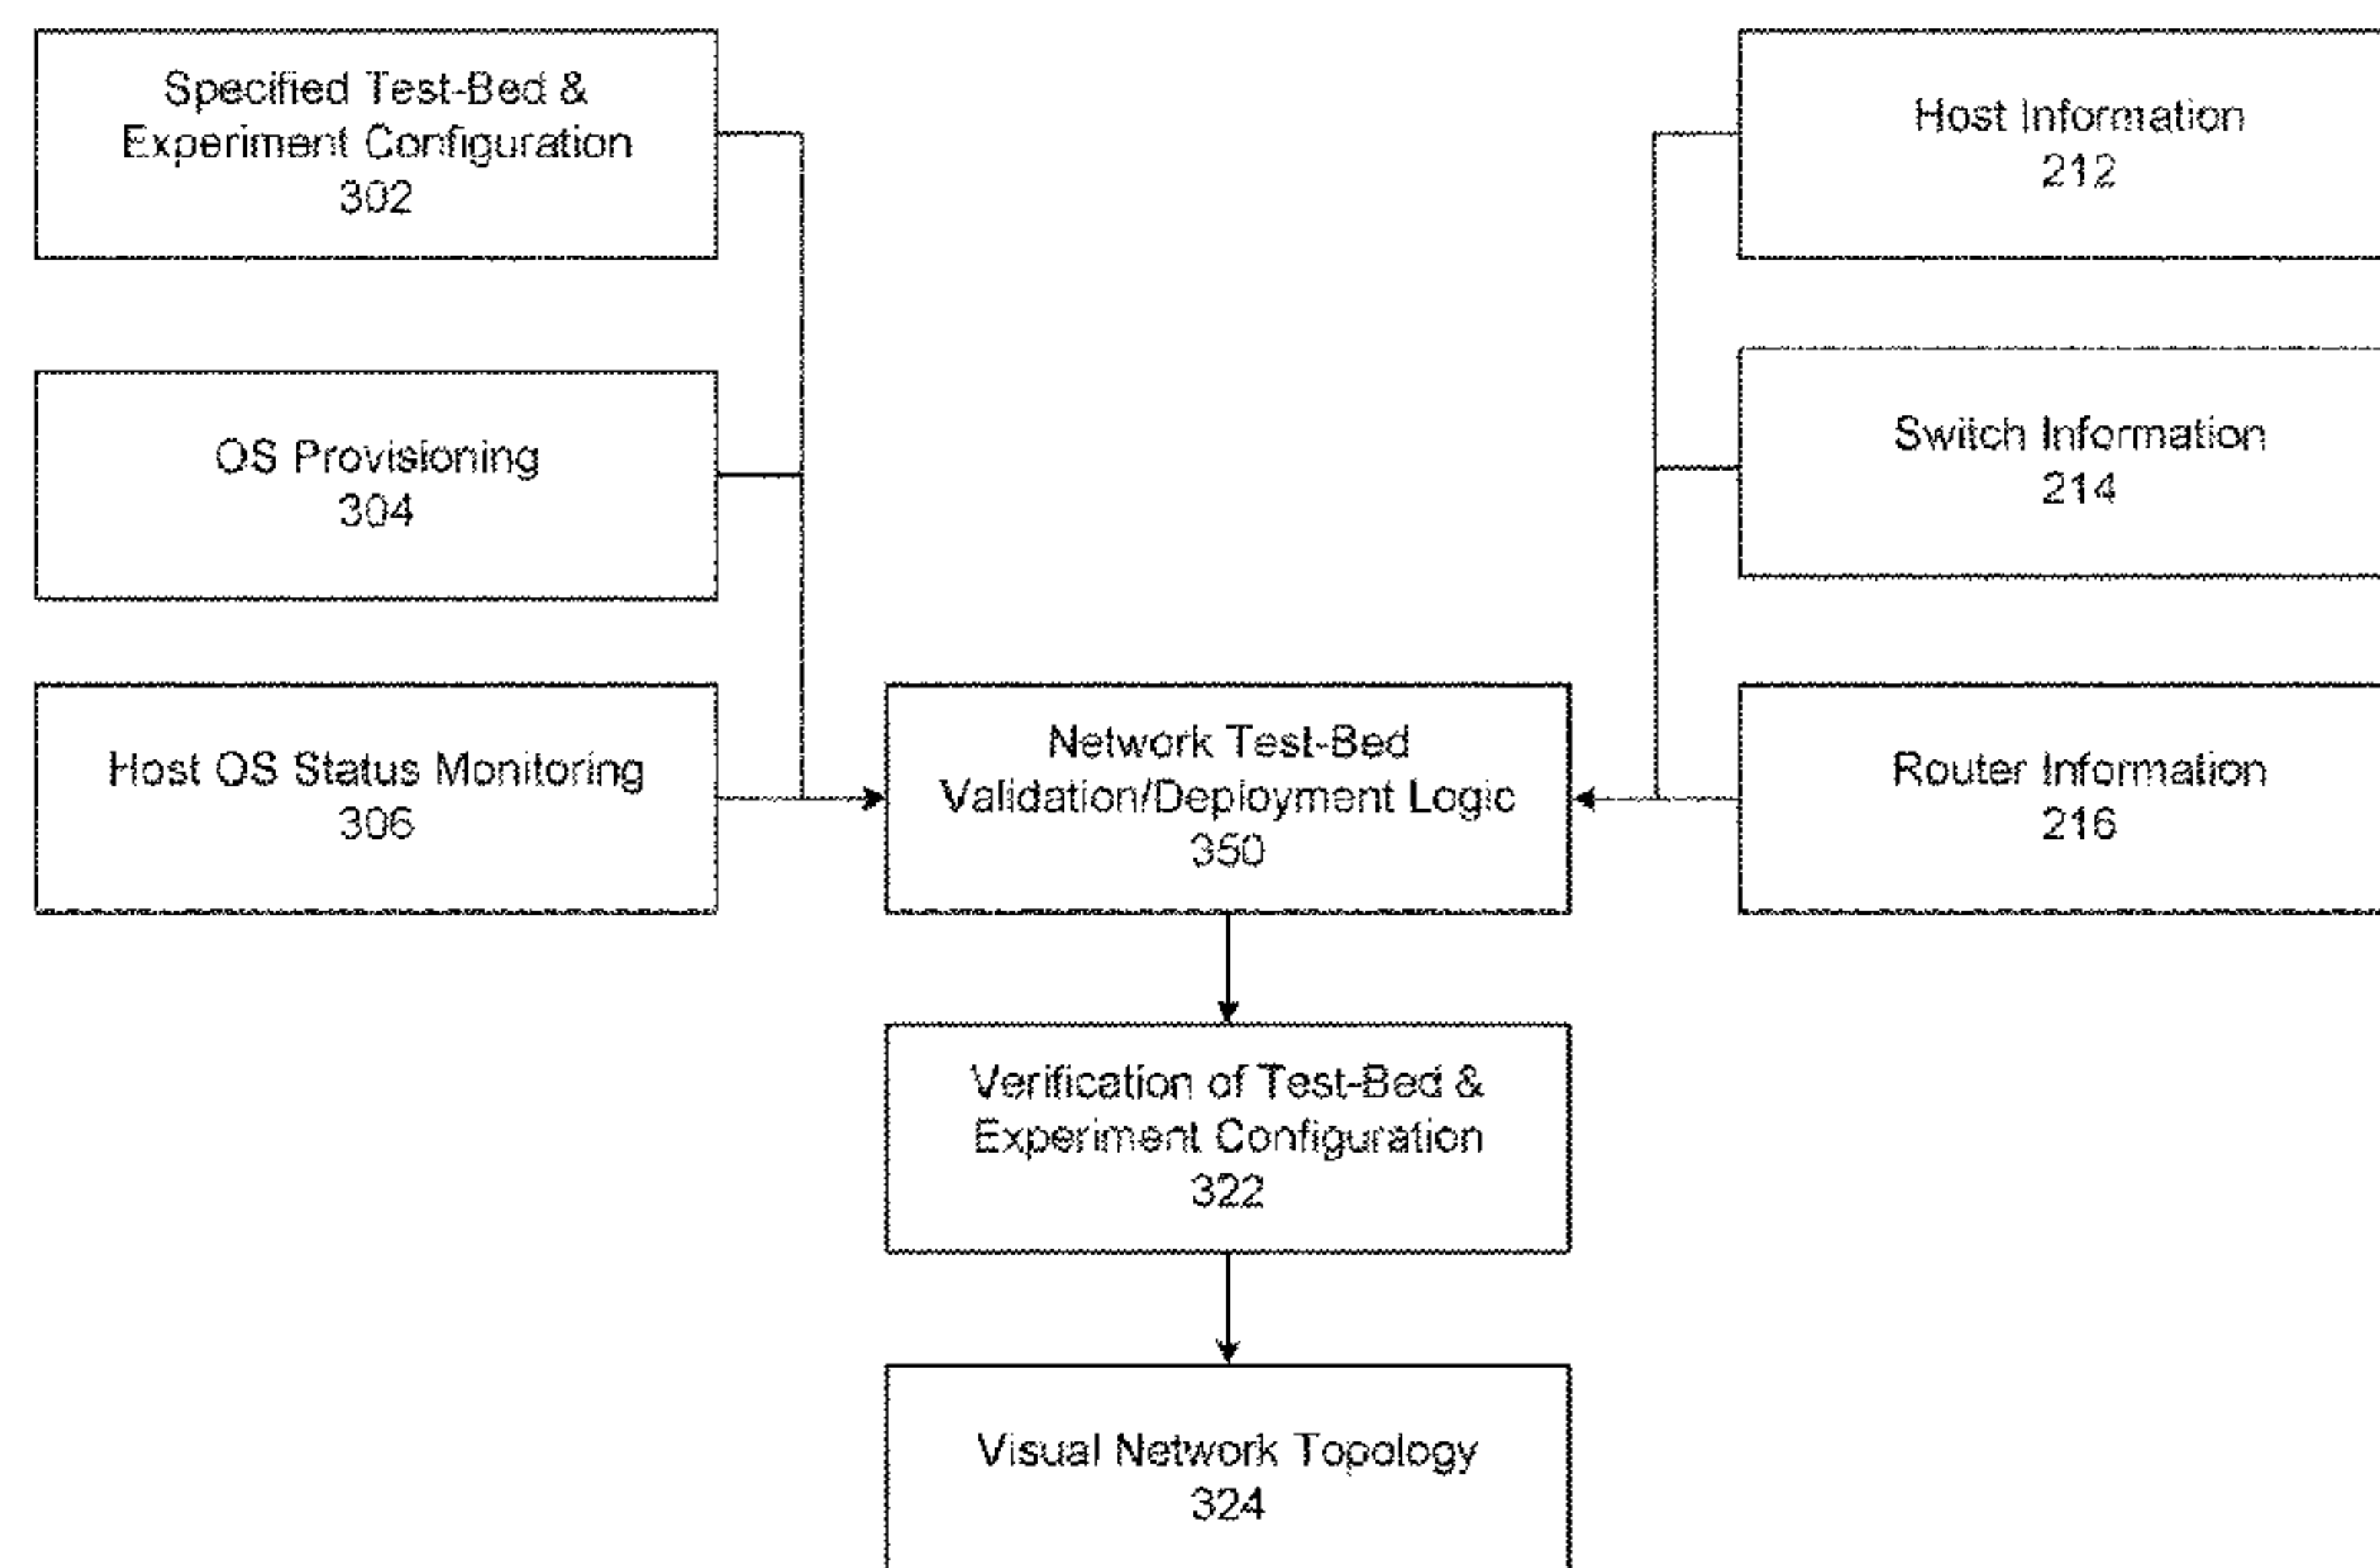 Specified Test-Bed &
Experiment Configuration
302
Host Information
212
OS Provisioning
304
Switch Information
214
Host OS Status Monitoring
306
Network Test-Bed
Validation/Deployment Logic
350
Router Information
216
Verification of Test-Bed &
Experiment Configuration
322
Visual Network Topology
324